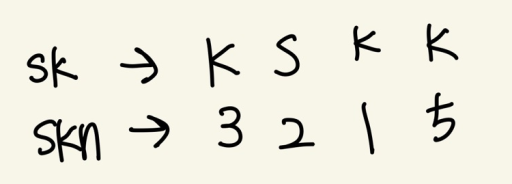 sk → K S K K
skn → 3 2 1 5